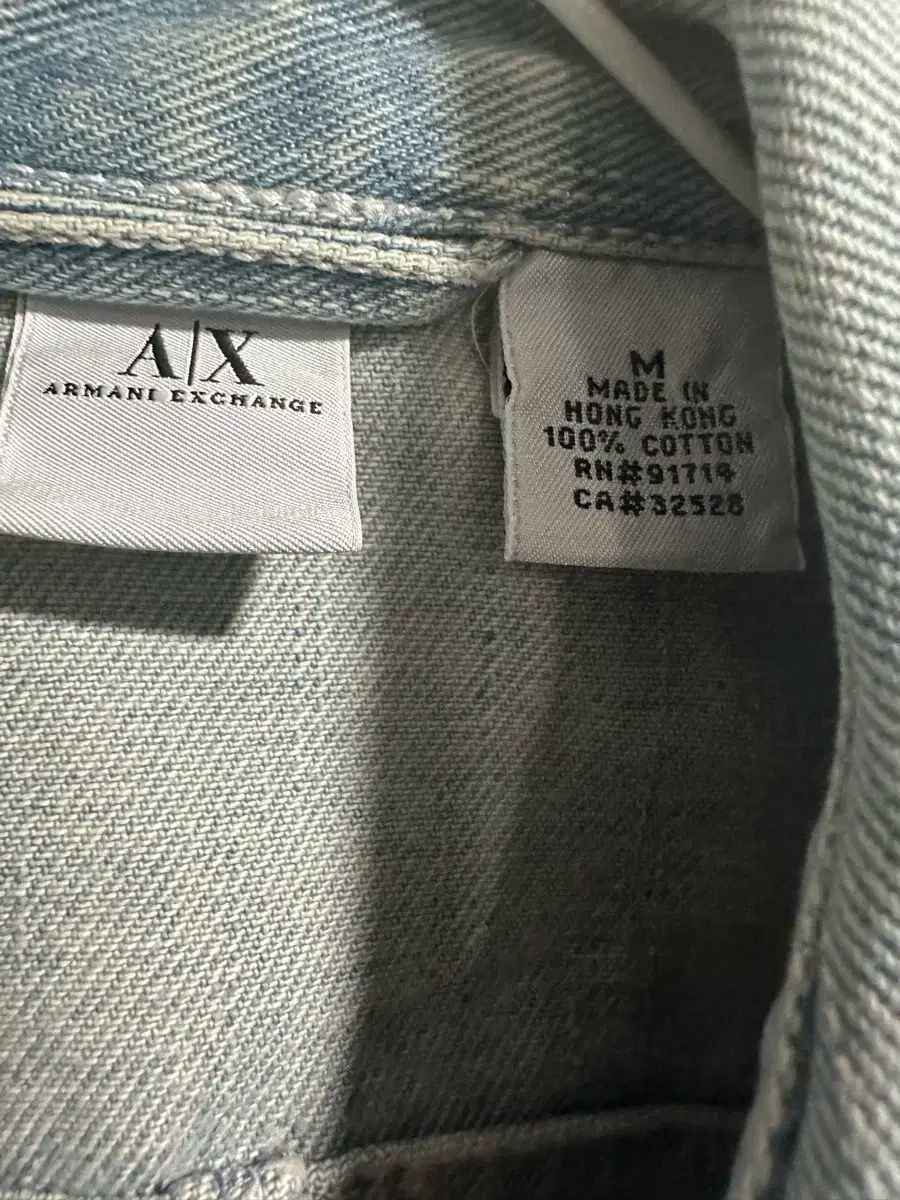 A|X
ARMANI EXCHANGE
M
MADE IN
HONG KONG
100% COTTON
RN#91719
CA#32528